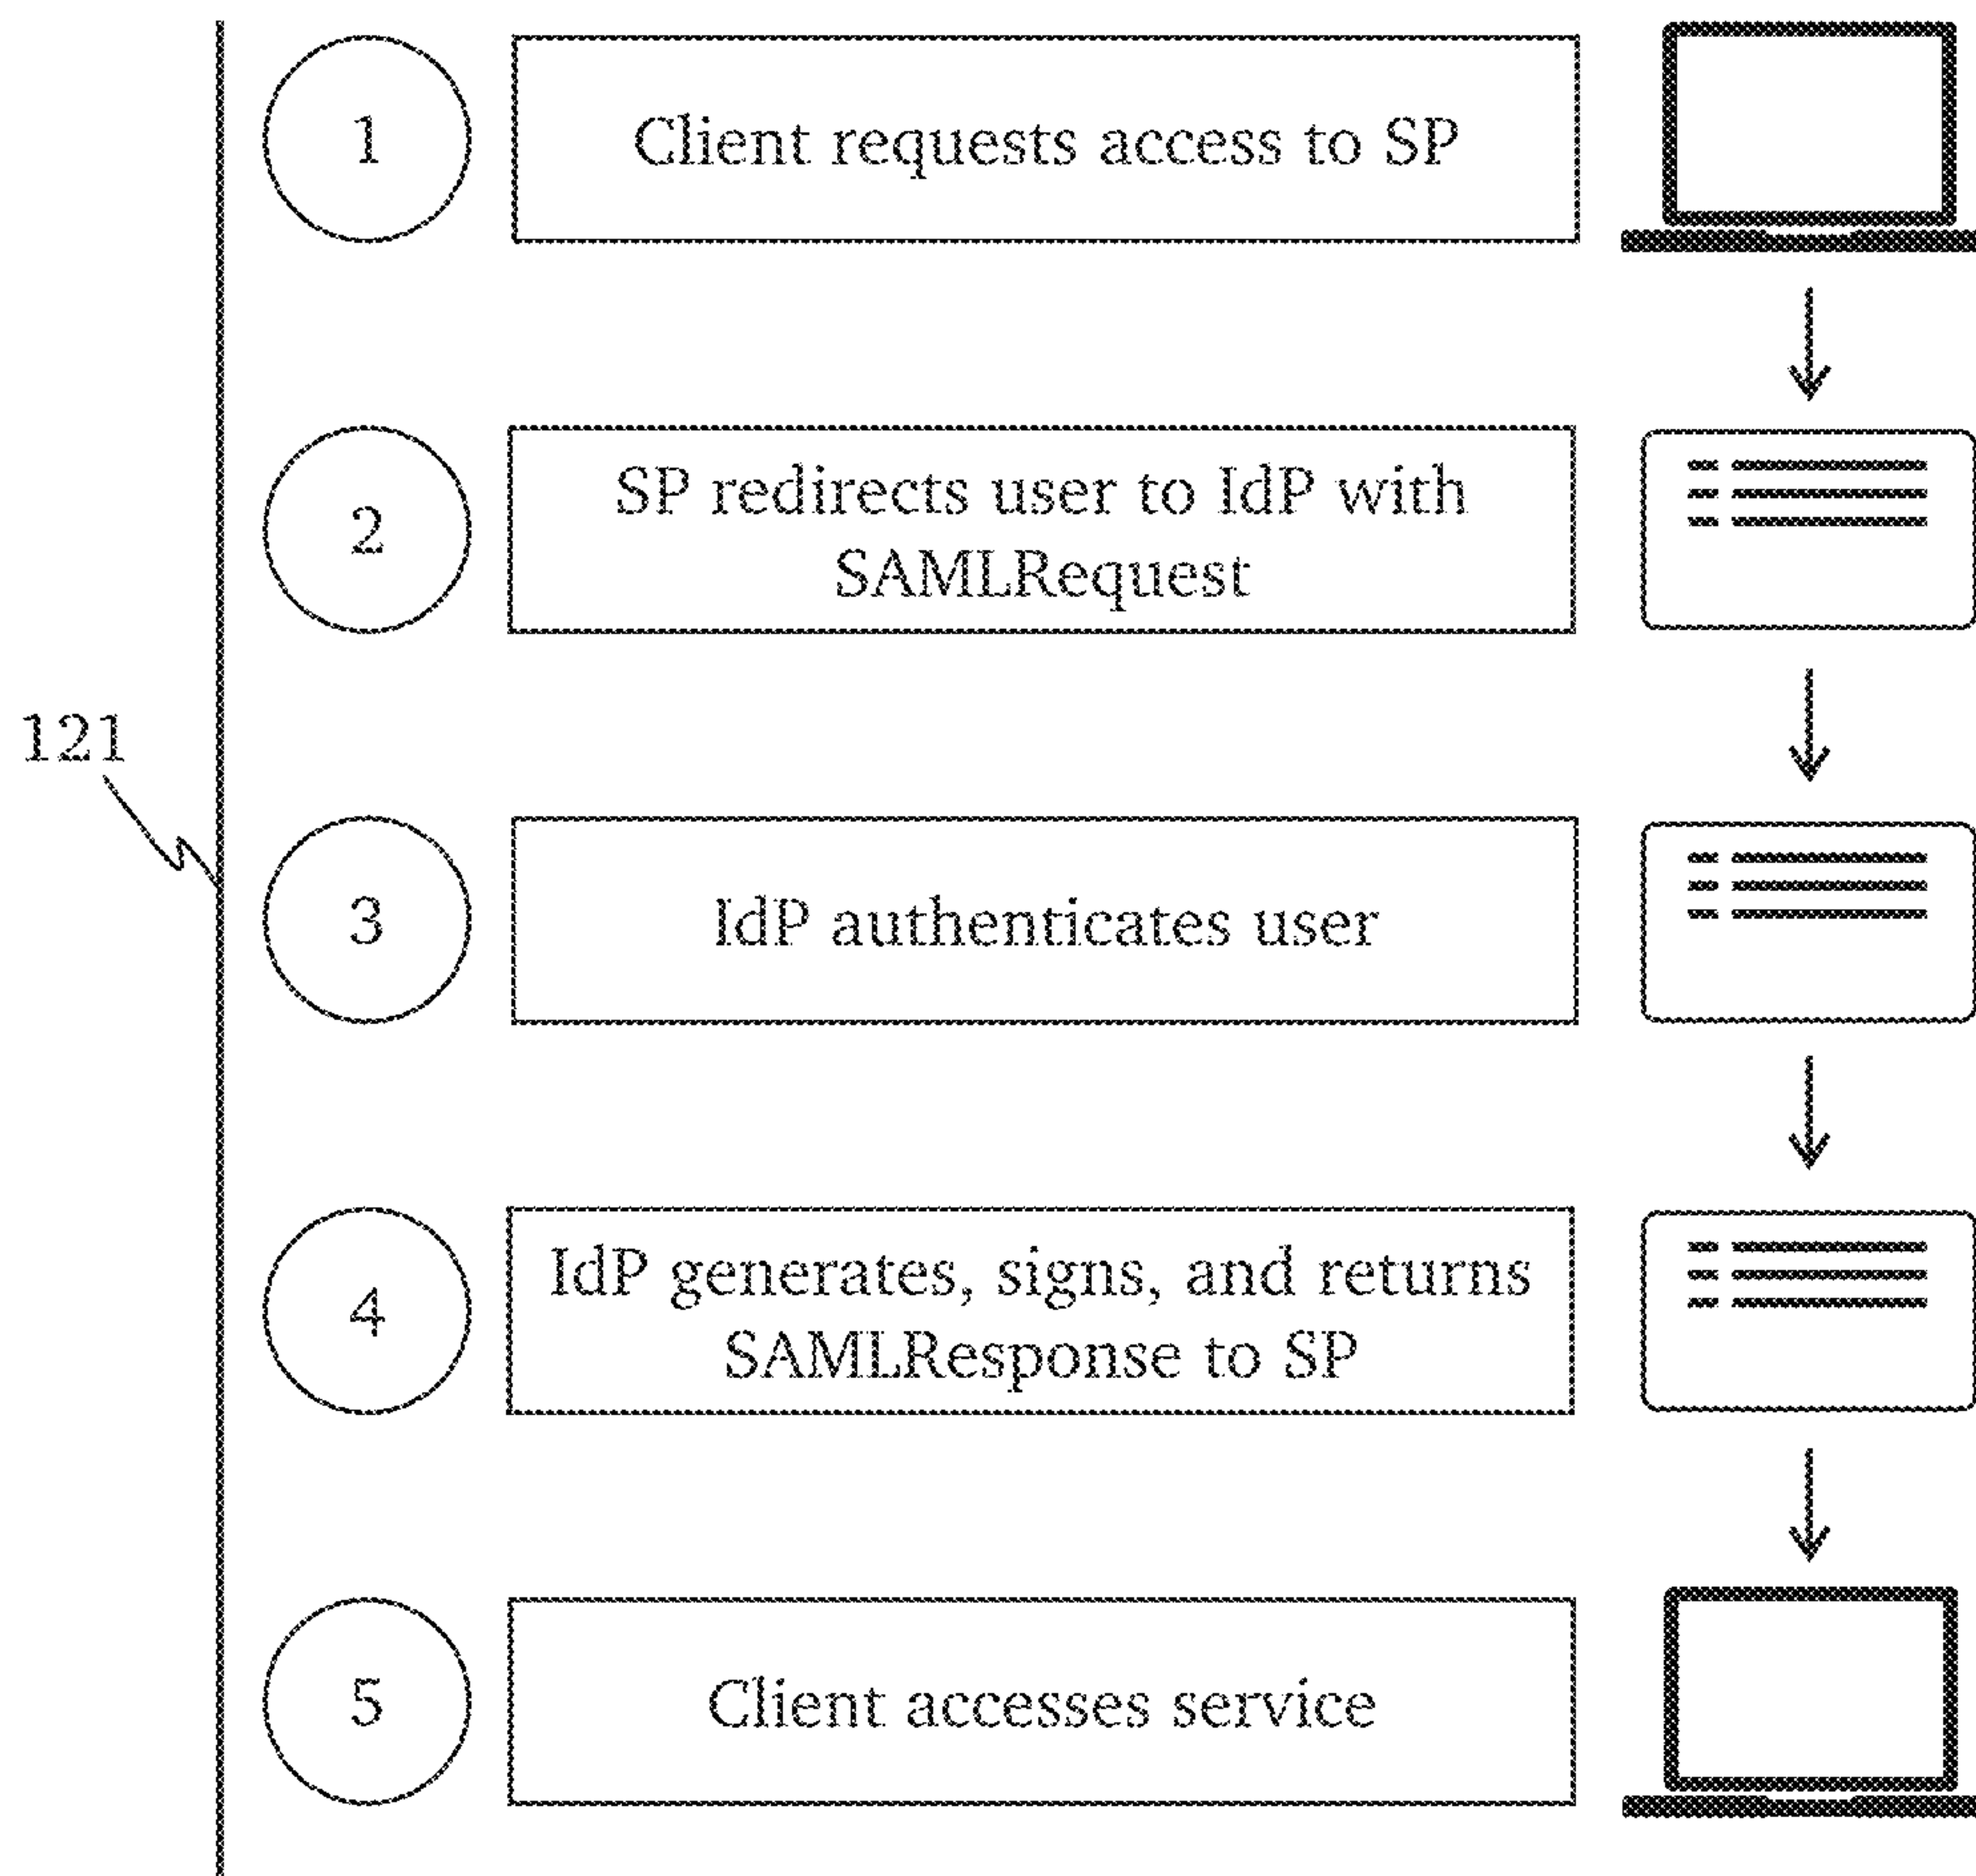 1
Client requests access to SP
2
SP redirects user to IdP with
SAMLRequest
121
3
IdP authenticates user
4
IdP generates, signs, and returns
SAMLResponse to SP
5
Client accesses service